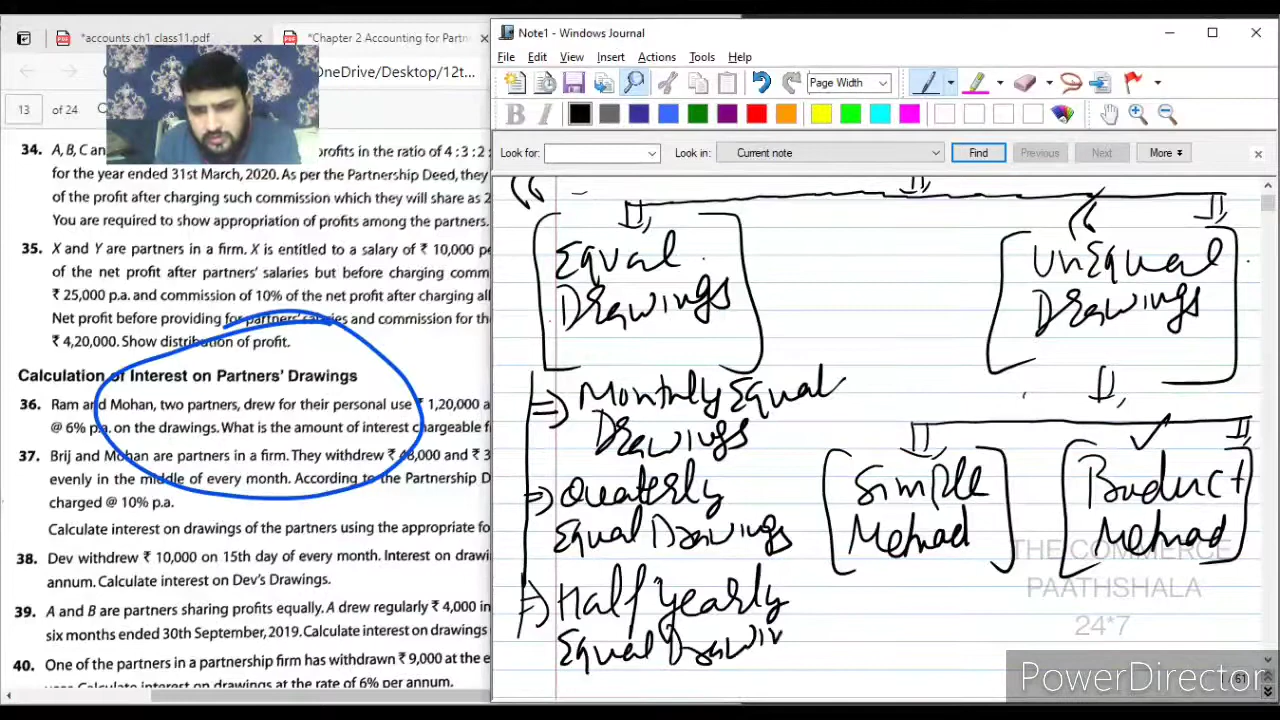 *accounts ch1 class11.pdf
*Chapter 2 Accounting for Partn
OneDrive/Desktop/12t...
13 of 24
34. A, B, C an profits in the ratio of 4 : 3 : 2 :
for the year ended 31st March, 2020. As per the Partnership Deed, they
of the profit after charging such commission which they will share as 2
You are required to show appropriation of profits among the partners.
35. X and Y are partners in a firm. X is entitled to a salary of ₹ 10,000 pe
of the net profit after partners' salaries but before charging comm
₹ 25,000 p.a. and commission of 10% of the net profit after charging all
Net profit before providing for partners' salaries and commission for the
₹ 4,20,000. Show distribution of profit.
Calculation of Interest on Partners' Drawings
36. Ram and Mohan, two partners, drew for their personal use ₹ 1,20,000 a
@ 6% p.a. on the drawings. What is the amount of interest chargeable f
37. Brij and Mohan are partners in a firm. They withdrew ₹ 48,000 and ₹ 3
evenly in the middle of every month. According to the Partnership D
charged @ 10% p.a.
Calculate interest on drawings of the partners using the appropriate fo
38. Dev withdrew ₹ 10,000 on 15th day of every month. Interest on drawi
annum. Calculate interest on Dev's Drawings.
39. A and B are partners sharing profits equally. A drew regularly ₹ 4,000 in
six months ended 30th September, 2019. Calculate interest on drawings
40. One of the partners in a partnership firm has withdrawn ₹ 9,000 at the e
year. Calculate interest on drawings at the rate of 6% per annum.
Note1 - Windows Journal
File Edit View Insert Actions Tools Help
Page Width
B I
Look for: Look in: Current note Find Previous Next More
Equal
Drawings
UnEqual
Drawings
=> Monthly Equal
Drawings
=> Quaterly
Equal Drawings
=> Half Yearly
Equal Drawin
Simple
Method
Product
Method
THE COMMERCE
PAATHSHALA
24*7
PowerDirector